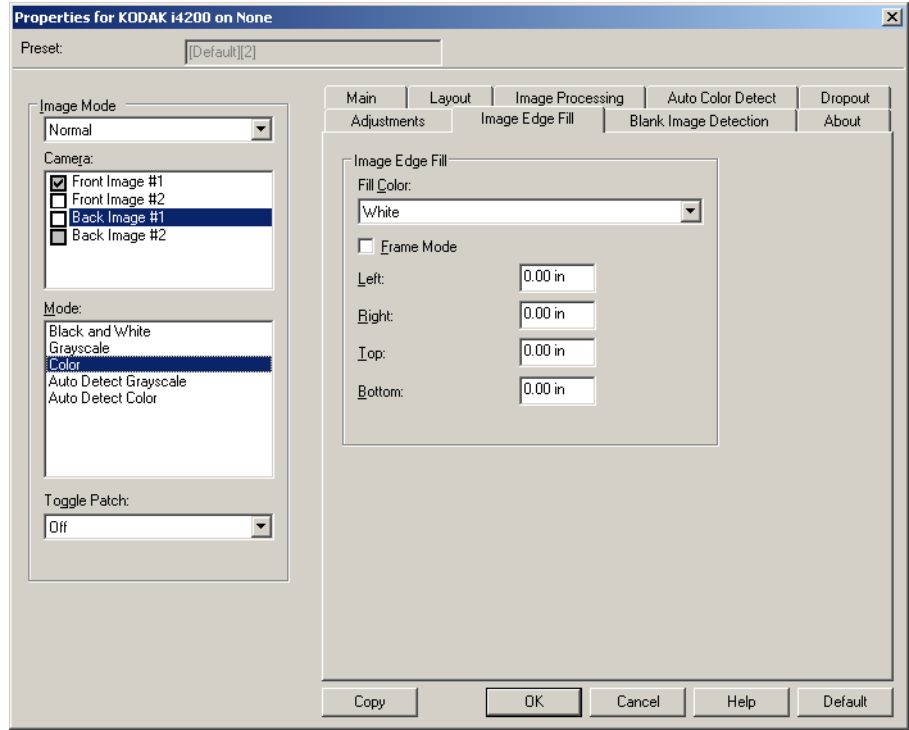 Properties for KODAK i4200 on None
Preset:
[Default][2]
Image Mode
Normal
Camera:
Front Image #1
Front Image #2
Back Image #1
Back Image #2
Mode:
Black and White
Grayscale
Color
Auto Detect Grayscale
Auto Detect Color
Toggle Patch:
Off
Main Layout Image Processing Auto Color Detect Dropout
Adjustments Image Edge Fill Blank Image Detection About
Image Edge Fill
Fill Color:
White
Frame Mode
Left: 0.00 in
Right: 0.00 in
Top: 0.00 in
Bottom: 0.00 in
Copy OK Cancel Help Default